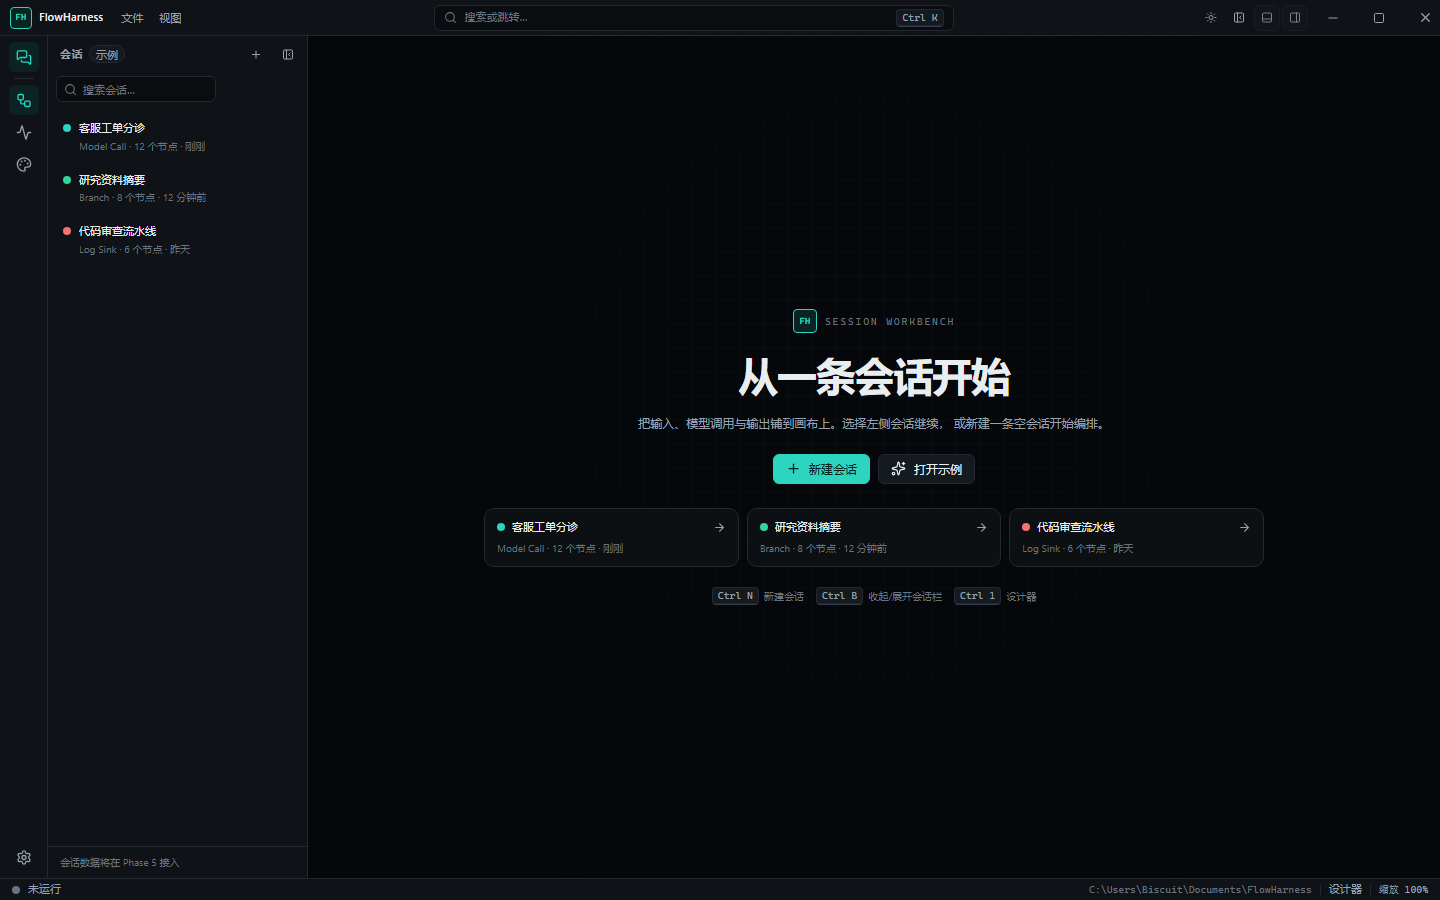 FH FlowHarness 文件 视图 搜索或跳转... Ctrl K
会话 示例
搜索会话...
客服工单分诊
Model Call · 12 个节点 · 刚刚
研究资料摘要
Branch · 8 个节点 · 12 分钟前
代码审查流水线
Log Sink · 6 个节点 · 昨天
会话数据将在 Phase 5 接入
FH SESSION WORKBENCH
从一条会话开始
把输入、模型调用与输出铺到画布上。选择左侧会话继续， 或新建一条空会话开始编排。
新建会话 打开示例
客服工单分诊
Model Call · 12 个节点 · 刚刚
研究资料摘要
Branch · 8 个节点 · 12 分钟前
代码审查流水线
Log Sink · 6 个节点 · 昨天
Ctrl N 新建会话 Ctrl B 收起/展开会话栏 Ctrl 1 设计器
未运行 C:\Users\Biscuit\Documents\FlowHarness 设计器 缩放 100%